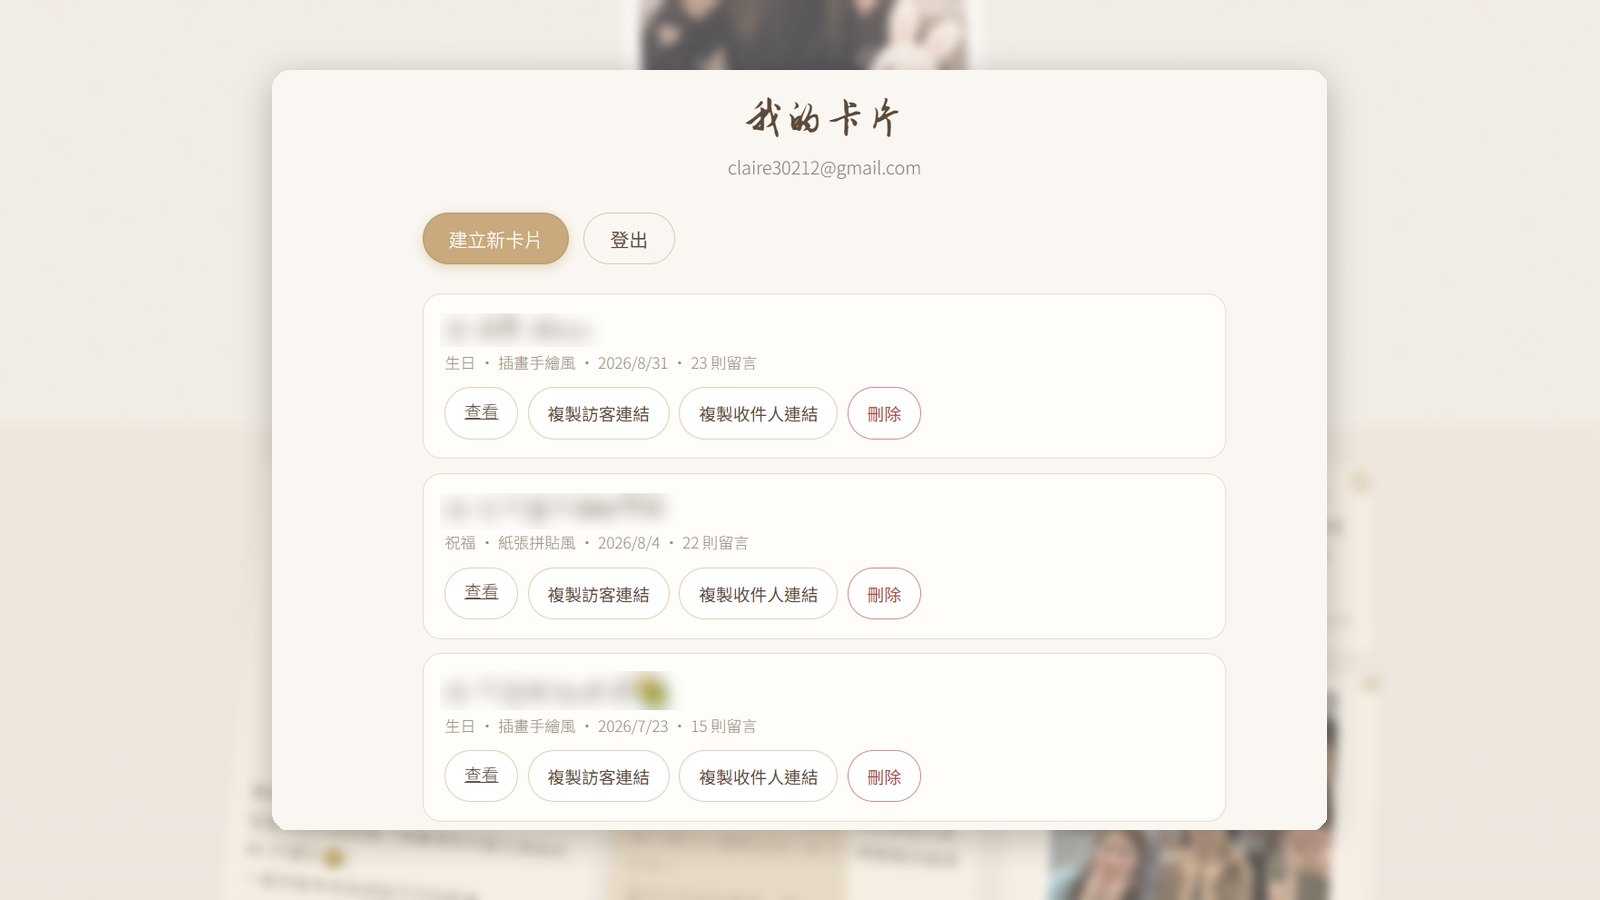 我的卡片
claire30212@gmail.com
建立新卡片 登出
生日 · 插畫手繪風 · 2026/8/31 · 23 則留言
查看 複製訪客連結 複製收件人連結 刪除
祝福 · 紙張拼貼風 · 2026/8/4 · 22 則留言
查看 複製訪客連結 複製收件人連結 刪除
生日 · 插畫手繪風 · 2026/7/23 · 15 則留言
查看 複製訪客連結 複製收件人連結 刪除